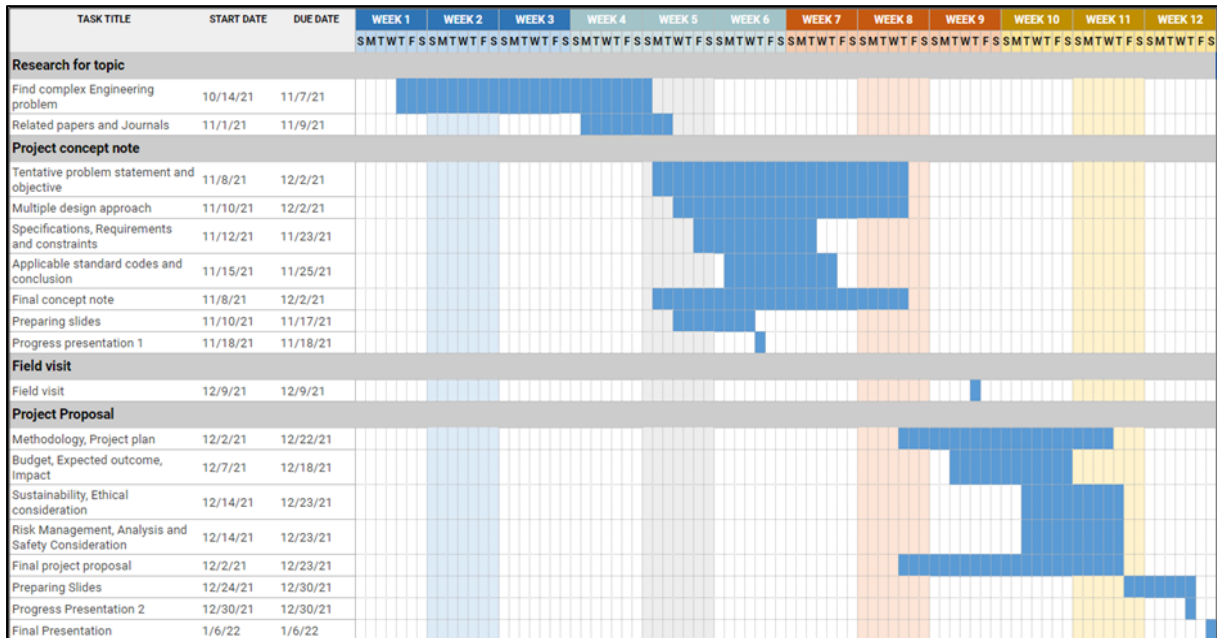 TASK TITLE START DATE DUE DATE WEEK 1 WEEK 2 WEEK 3 WEEK 4 WEEK 5 WEEK 6 WEEK 7 WEEK 8 WEEK 9 WEEK 10 WEEK 11 WEEK 12
S M T W T F S S M T W T F S S M T W T F S S M T W T F S S M T W T F S S M T W T F S S M T W T F S S M T W T F S S M T W T F S S M T W T F S S M T W T F S S M T W T F S
Research for topic
Find complex Engineering
problem 10/14/21 11/7/21
Related papers and Journals 11/1/21 11/9/21
Project concept note
Tentative problem statement and
objective 11/8/21 12/2/21
Multiple design approach 11/10/21 12/2/21
Specifications, Requirements
and constraints 11/12/21 11/23/21
Applicable standard codes and
conclusion 11/15/21 11/25/21
Final concept note 11/8/21 12/2/21
Preparing slides 11/10/21 11/17/21
Progress presentation 1 11/18/21 11/18/21
Field visit
Field visit 12/9/21 12/9/21
Project Proposal
Methodology, Project plan 12/2/21 12/22/21
Budget, Expected outcome,
Impact 12/7/21 12/18/21
Sustainability, Ethical
consideration 12/14/21 12/23/21
Risk Management, Analysis and
Safety Consideration 12/14/21 12/23/21
Final project proposal 12/2/21 12/23/21
Preparing Slides 12/24/21 12/30/21
Progress Presentation 2 12/30/21 12/30/21
Final Presentation 1/6/22 1/6/22